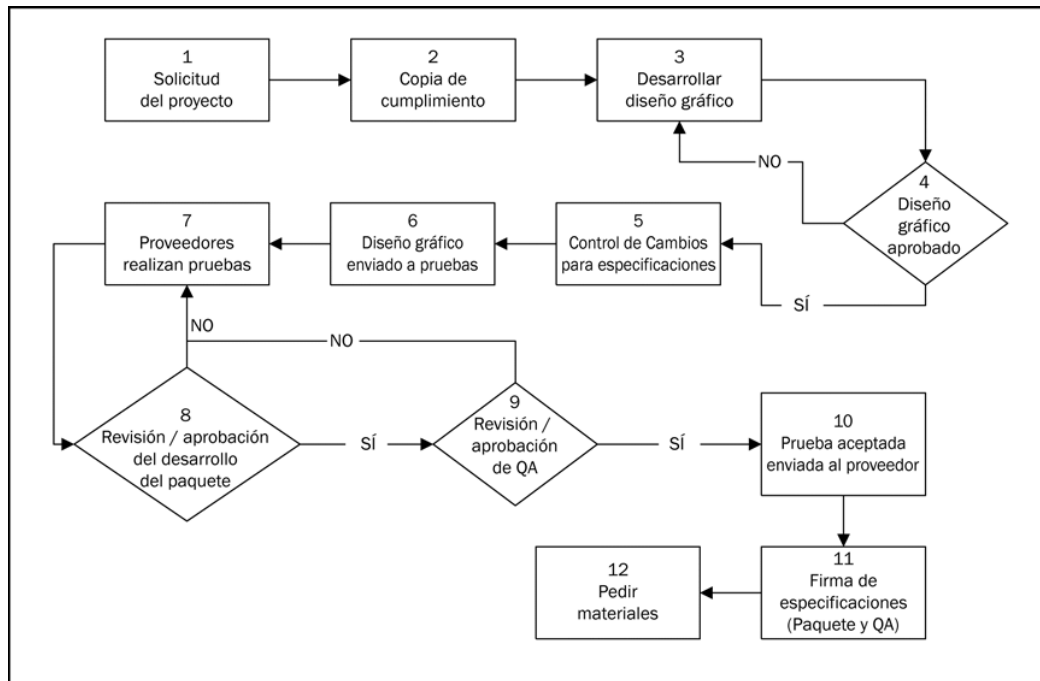 1
Solicitud
del proyecto
2
Copia de
cumplimiento
3
Desarrollar
diseño gráfico
NO
4
Diseño
gráfico
aprobado
7
Proveedores
realizan pruebas
6
Diseño gráfico
enviado a pruebas
5
Control de Cambios
para especificaciones
SÍ
NO
NO
8
Revisión / aprobación
del desarrollo
del paquete
SÍ
9
Revisión /
aprobación
de QA
SÍ
10
Prueba aceptada
enviada al proveedor
12
Pedir
materiales
11
Firma de
especificaciones
(Paquete y QA)